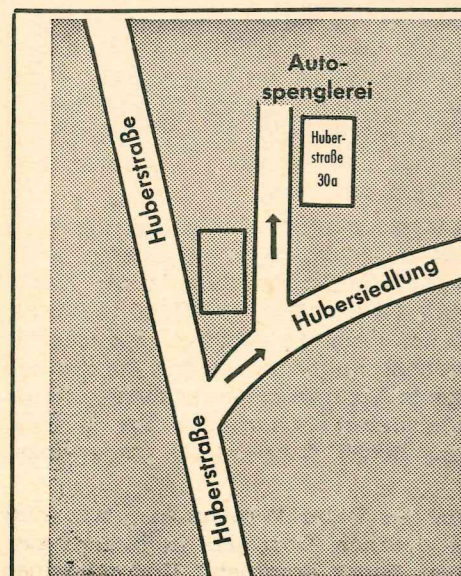 Auto-
spenglerei
Huber-
straße
30a
Huberstraße
Hubersiedlung
Huberstraße